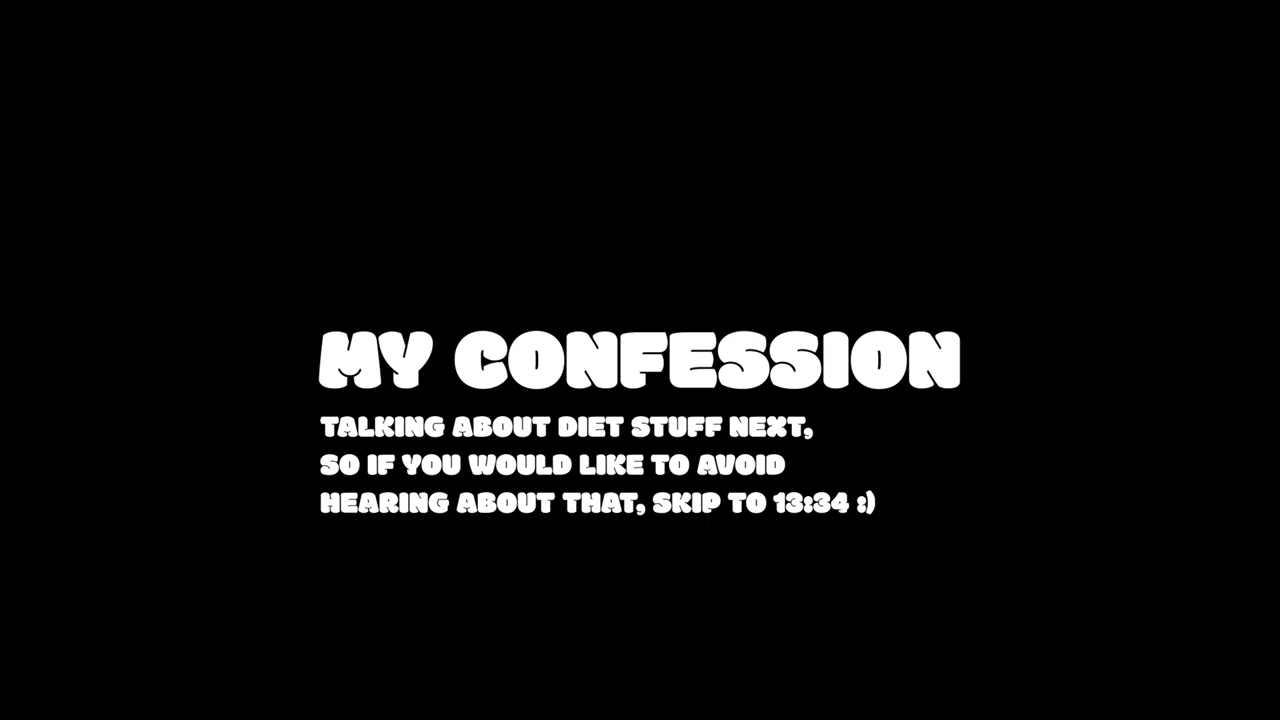 MY CONFESSION
TALKING ABOUT DIET STUFF NEXT,
SO IF YOU WOULD LIKE TO AVOID
HEARING ABOUT THAT, SKIP TO 13:34 :)